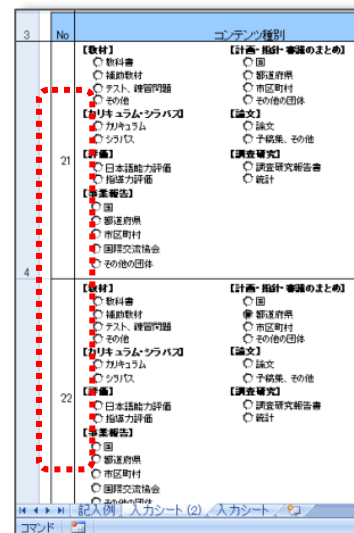 3 No コンテンツ種別
【教材】 【計画・指針・審議のまとめ】
教科書 国
補助教材 都道府県
テスト、練習問題 市区町村
その他 その他の団体
【カリキュラム・シラバス】 【論文】
カリキュラム 論文
シラバス 予稿集、その他
21 【評価】 【調査研究】
日本語能力評価 調査研究報告書
指導力評価 統計
【事業報告】
国
都道府県
市区町村
国際交流協会
4 その他の団体
【教材】 【計画・指針・審議のまとめ】
教科書 国
補助教材 都道府県
テスト、練習問題 市区町村
その他 その他の団体
【カリキュラム・シラバス】 【論文】
カリキュラム 論文
シラバス 予稿集、その他
22 【評価】 【調査研究】
日本語能力評価 調査研究報告書
指導力評価 統計
【事業報告】
国
都道府県
市区町村
国際交流協会
その他の団体
記入例 入力シート (2) 入力シート
コマンド